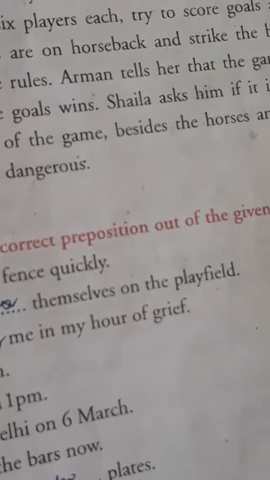 ix players each, try to score goals
are on horseback and strike the
rules. Arman tells her that the
goals wins. Shaila asks him if it
of the game, besides the horses
dangerous.
correct preposition out of the given
fence quickly.
..... themselves on the playfield.
me in my hour of grief.
1pm.
elhi on 6 March.
he bars now.
plates.